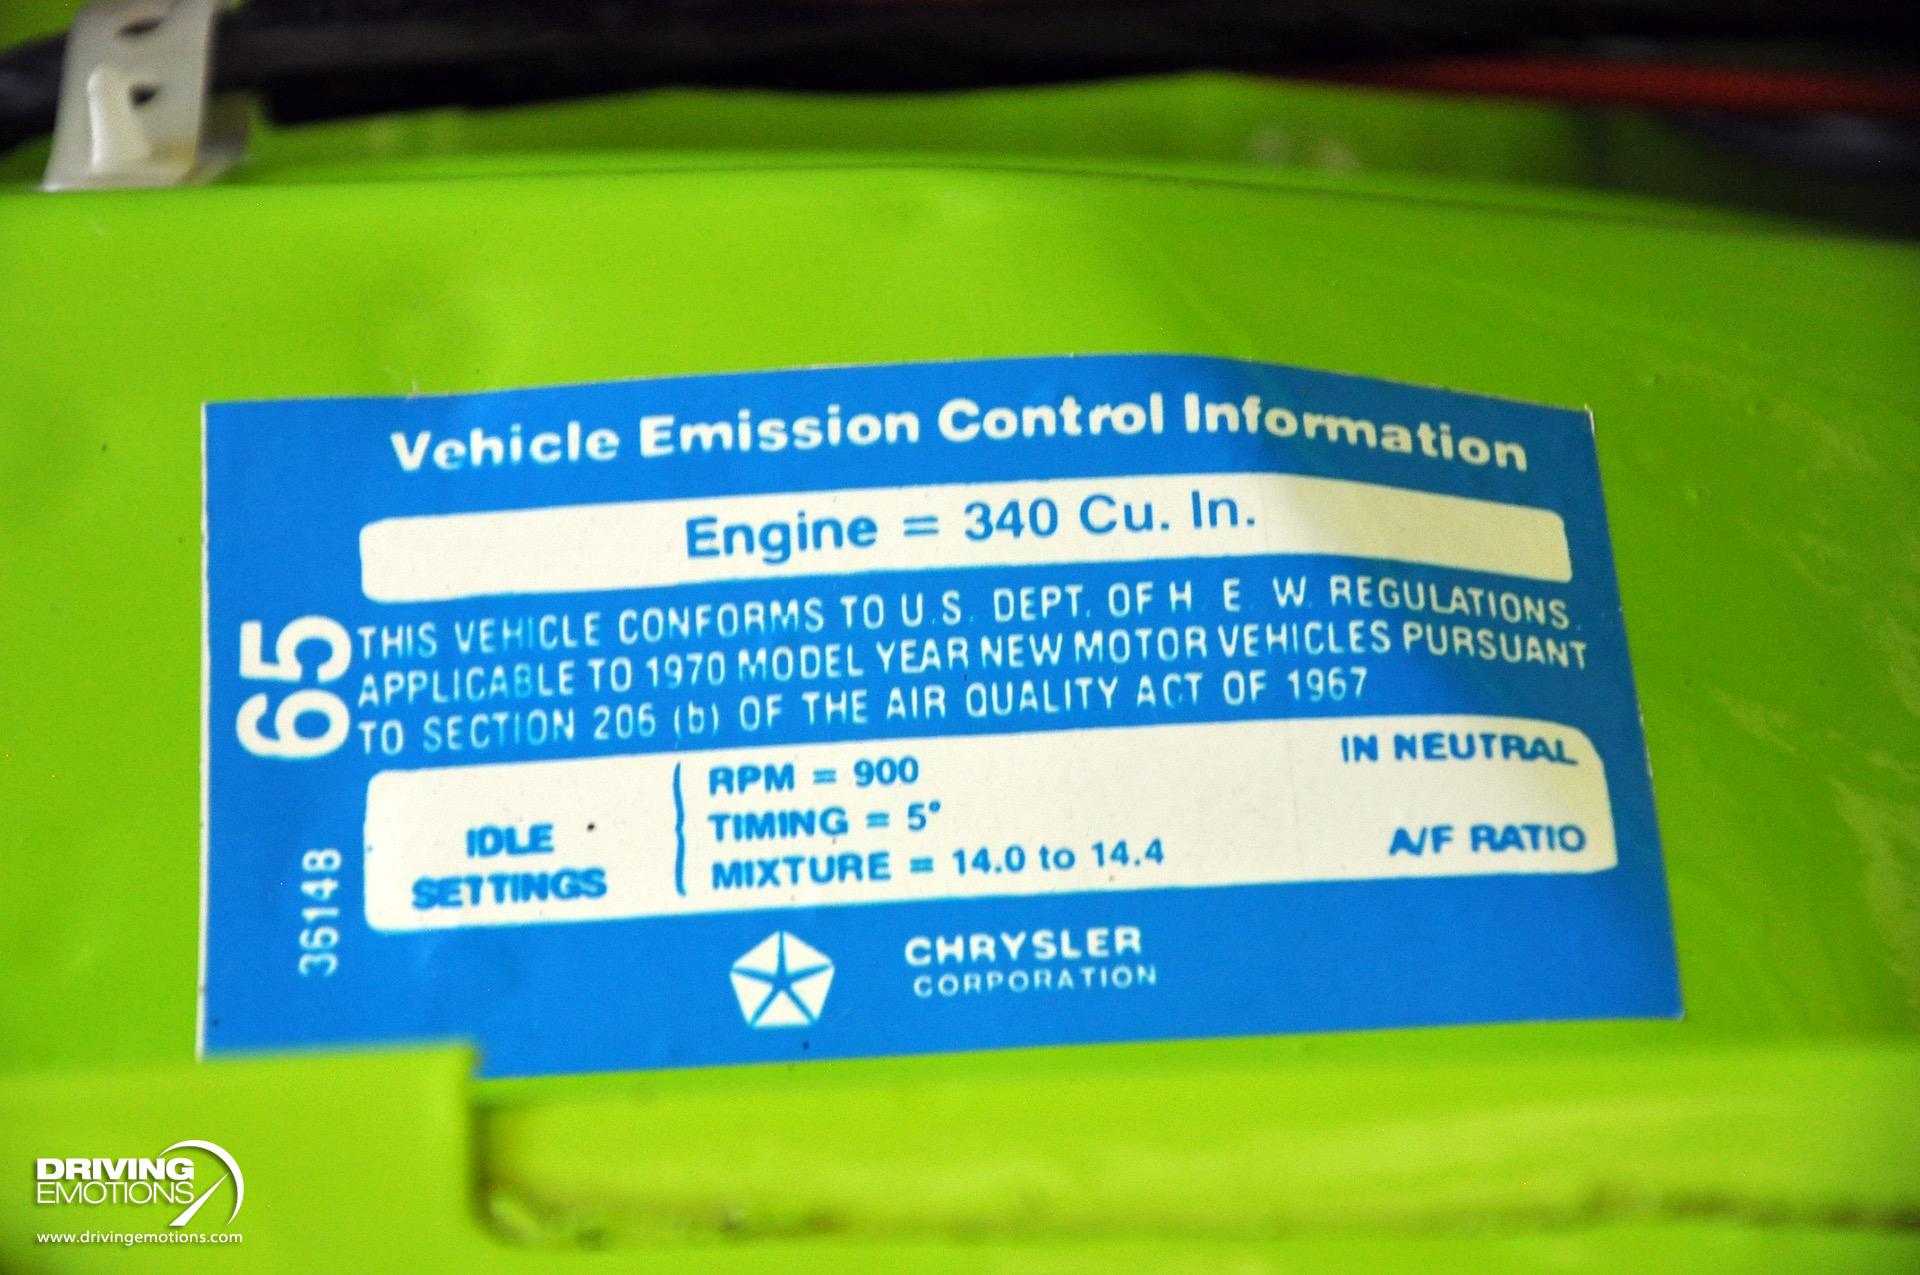 Vehicle Emission Control Information
Engine = 340 Cu. In.
THIS VEHICLE CONFORMS TO U.S. DEPT. OF H. E. W. REGULATIONS.
APPLICABLE TO 1970 MODEL YEAR NEW MOTOR VEHICLES PURSUANT
TO SECTION 206 (b) OF THE AIR QUALITY ACT OF 1967
65
36148
IDLE
SETTINGS
RPM = 900 IN NEUTRAL
TIMING = 5°
MIXTURE = 14.0 to 14.4 A/F RATIO
CHRYSLER
CORPORATION
DRIVING
EMOTIONS
www.drivingemotions.com